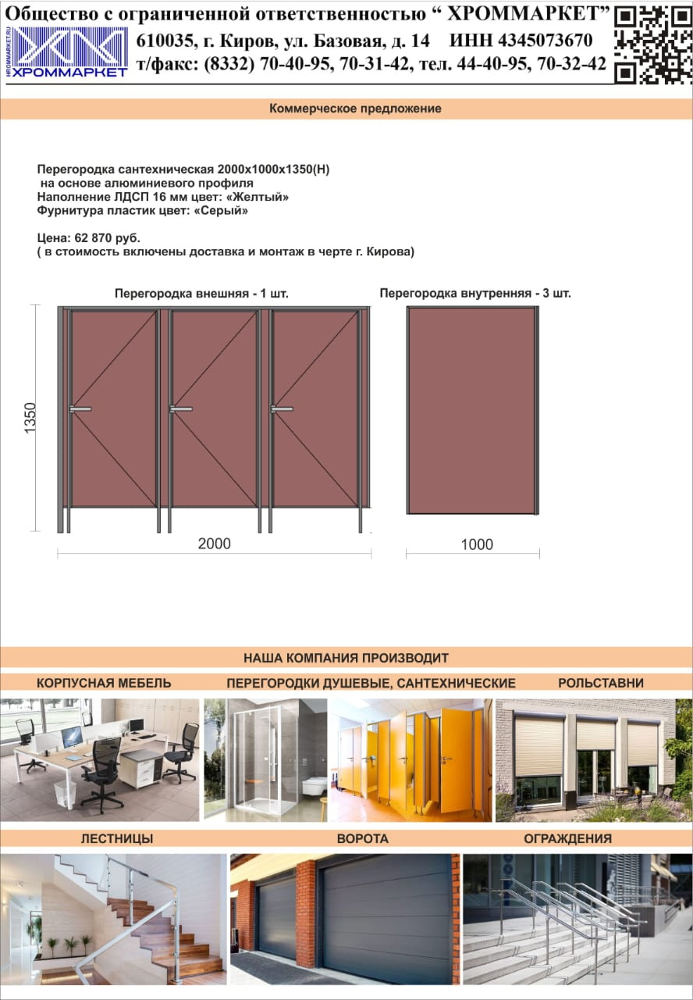 Общество с ограниченной ответственностью “ ХРОММАРКЕТ”
HROMMARKET.RU
ХРОММАРКЕТ
610035, г. Киров, ул. Базовая, д. 14 ИНН 4345073670
т/факс: (8332) 70-40-95, 70-31-42, тел. 44-40-95, 70-32-42
Коммерческое предложение
Перегородка сантехническая 2000х1000х1350(Н)
на основе алюминиевого профиля
Наполнение ЛДСП 16 мм цвет: «Желтый»
Фурнитура пластик цвет: «Серый»
Цена: 62 870 руб.
( в стоимость включены доставка и монтаж в черте г. Кирова)
Перегородка внешняя - 1 шт.
Перегородка внутренняя - 3 шт.
1350
2000
1000
НАША КОМПАНИЯ ПРОИЗВОДИТ
КОРПУСНАЯ МЕБЕЛЬ
ПЕРЕГОРОДКИ ДУШЕВЫЕ, САНТЕХНИЧЕСКИЕ
РОЛЬСТАВНИ
ЛЕСТНИЦЫ
ВОРОТА
ОГРАЖДЕНИЯ